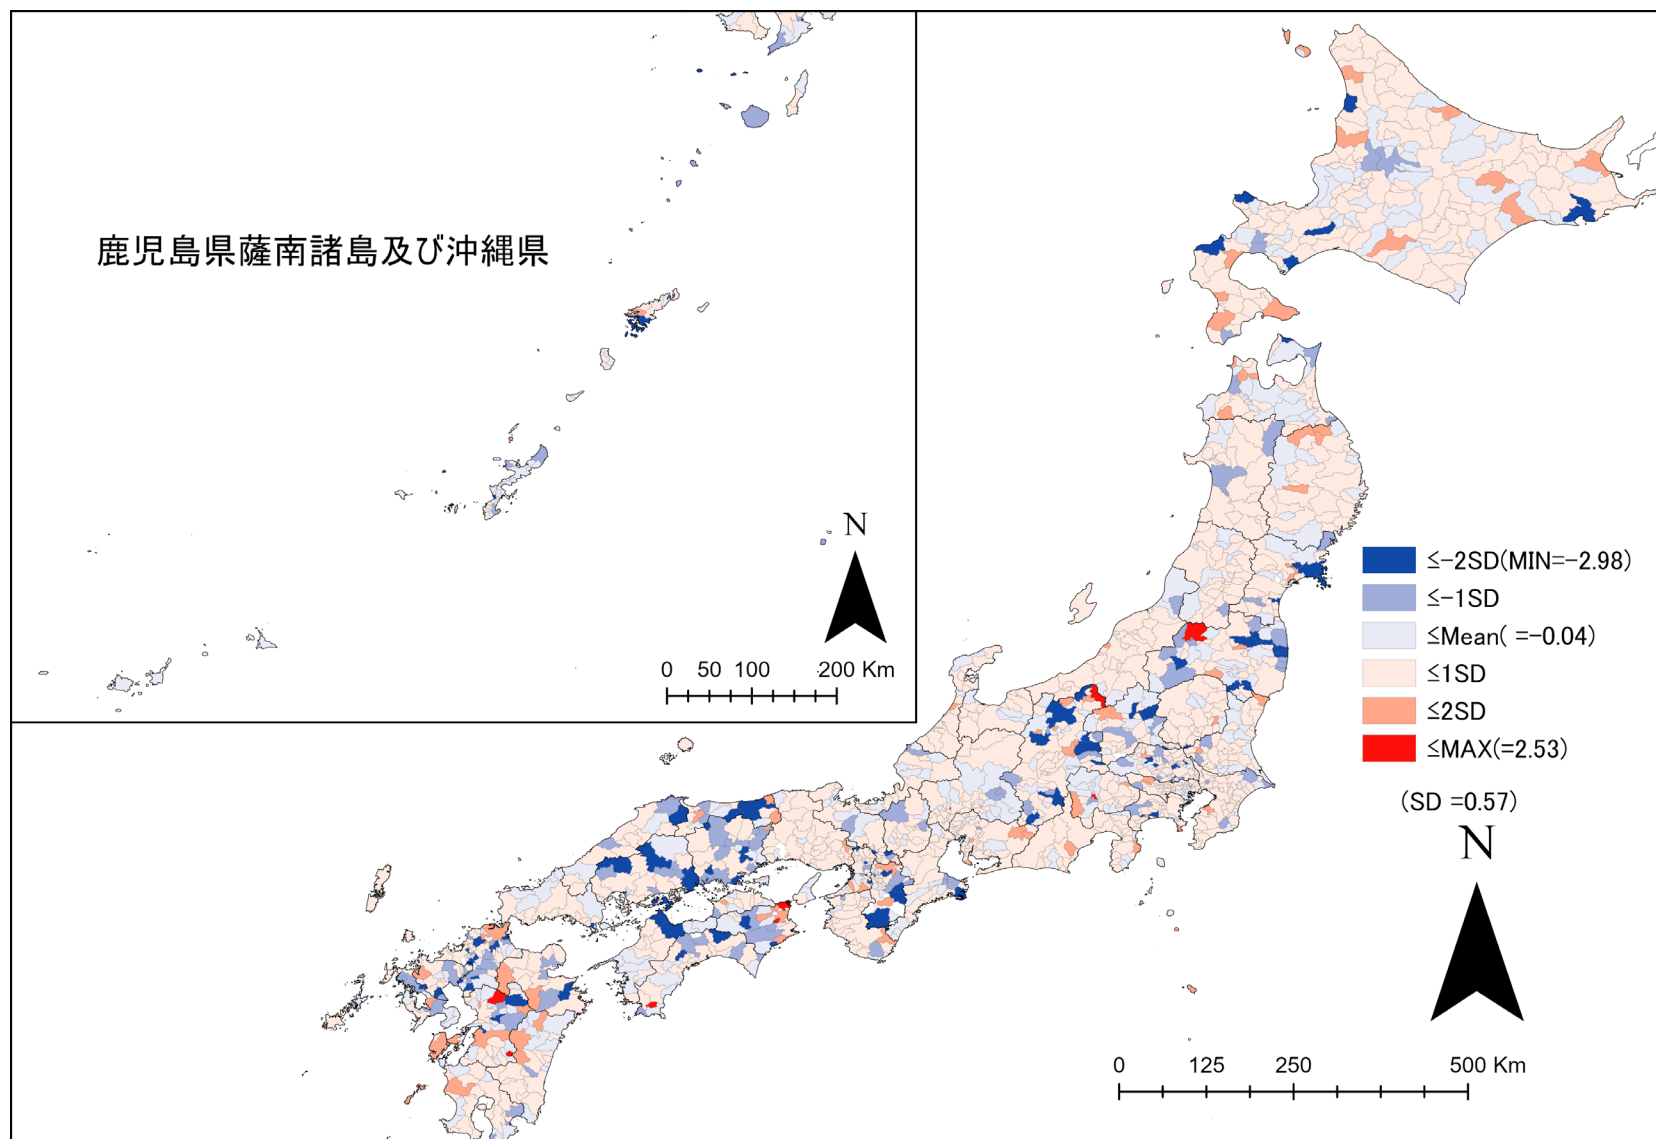 鹿児島県薩南諸島及び沖縄県
N
0 50 100 200 Km
≤-2SD(MIN=-2.98)
≤-1SD
≤Mean( =-0.04)
≤1SD
≤2SD
≤MAX(=2.53)
(SD =0.57)
N
0 125 250 500 Km